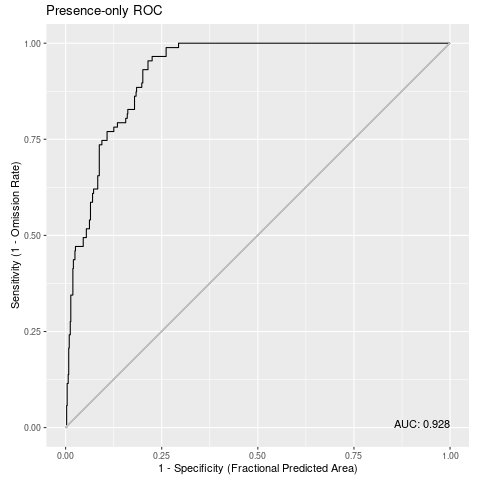 Presence-only ROC
Sensitivity (1 - Omission Rate)
1.00
0.75
0.50
0.25
0.00
AUC: 0.928
0.00 0.25 0.50 0.75 1.00
1 - Specificity (Fractional Predicted Area)